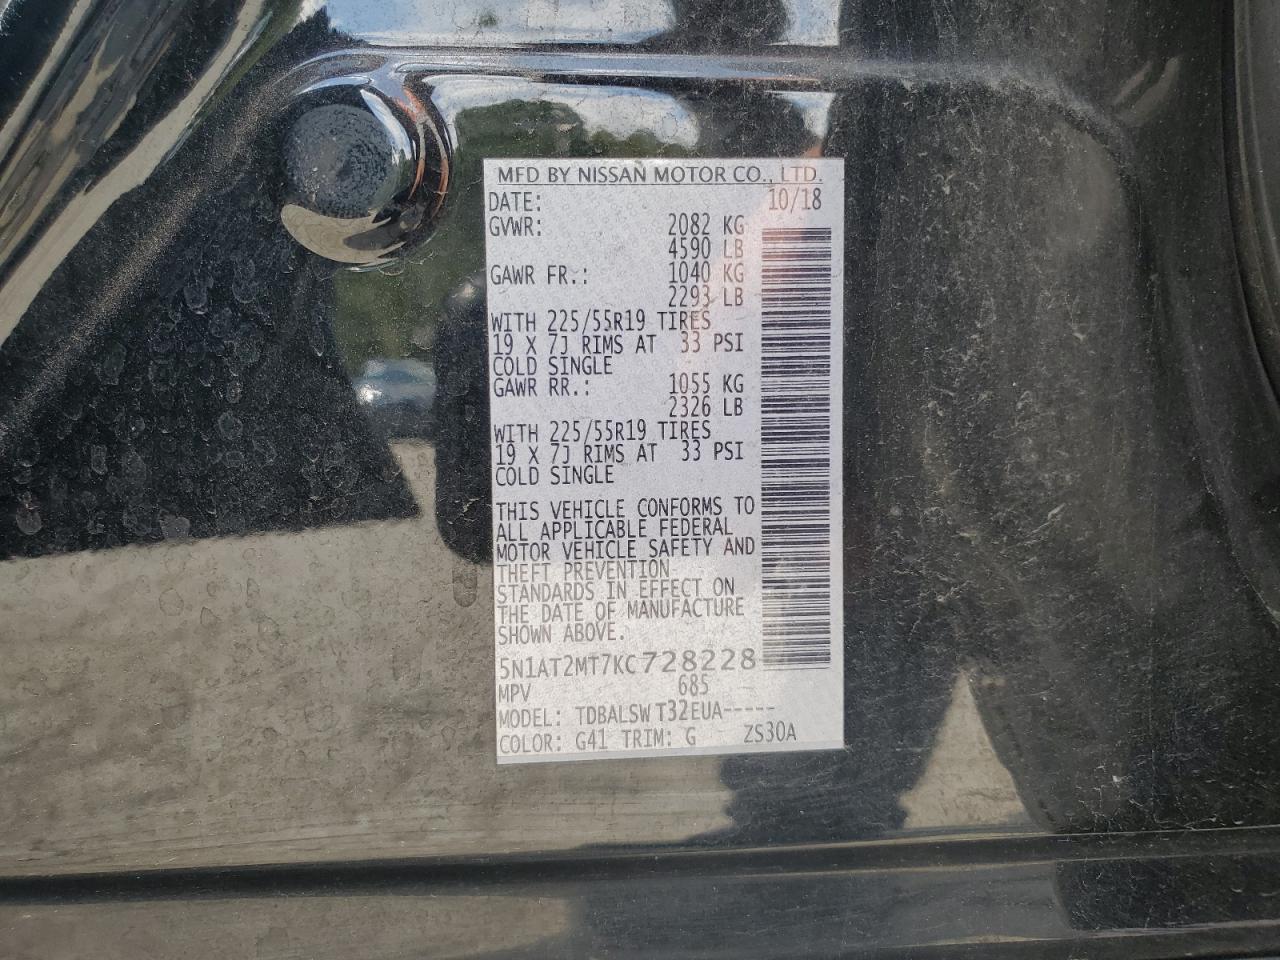 MFD BY NISSAN MOTOR CO., LTD.
DATE: 10/18
GVWR: 2082 KG
4590 LB
GAWR FR.: 1040 KG
2293 LB
WITH 225/55R19 TIRES
19 X 7J RIMS AT 33 PSI
COLD SINGLE
GAWR RR.: 1055 KG
2326 LB
WITH 225/55R19 TIRES
19 X 7J RIMS AT 33 PSI
COLD SINGLE
THIS VEHICLE CONFORMS TO
ALL APPLICABLE FEDERAL
MOTOR VEHICLE SAFETY AND
THEFT PREVENTION
STANDARDS IN EFFECT ON
THE DATE OF MANUFACTURE
SHOWN ABOVE.
5N1AT2MT7KC728228
MPV 685
MODEL: TDBALSW T32EUA-----
COLOR: G41 TRIM: G ZS30A